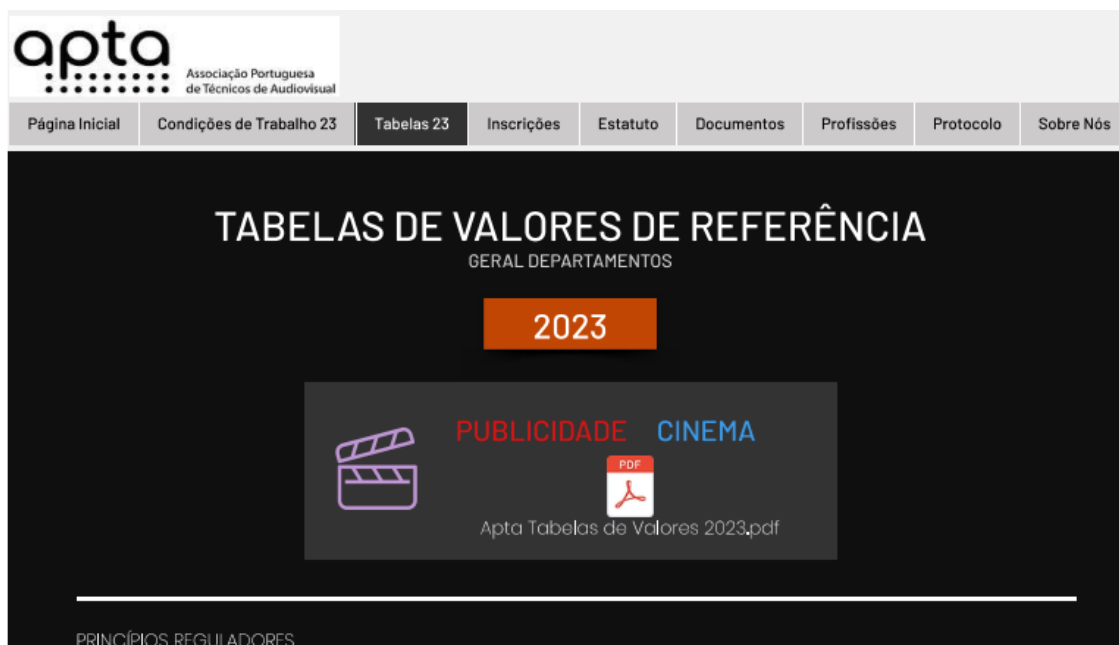 apta
Associação Portuguesa
de Técnicos de Audiovisual
Página Inicial
Condições de Trabalho 23
Tabelas 23
Inscrições
Estatuto
Documentos
Profissões
Protocolo
Sobre Nós
TABELAS DE VALORES DE REFERÊNCIA
GERAL DEPARTAMENTOS
2023
PUBLICIDADE CINEMA
PDF
Apta Tabelas de Valores 2023.pdf
PRINCÍPIOS REGULADORES